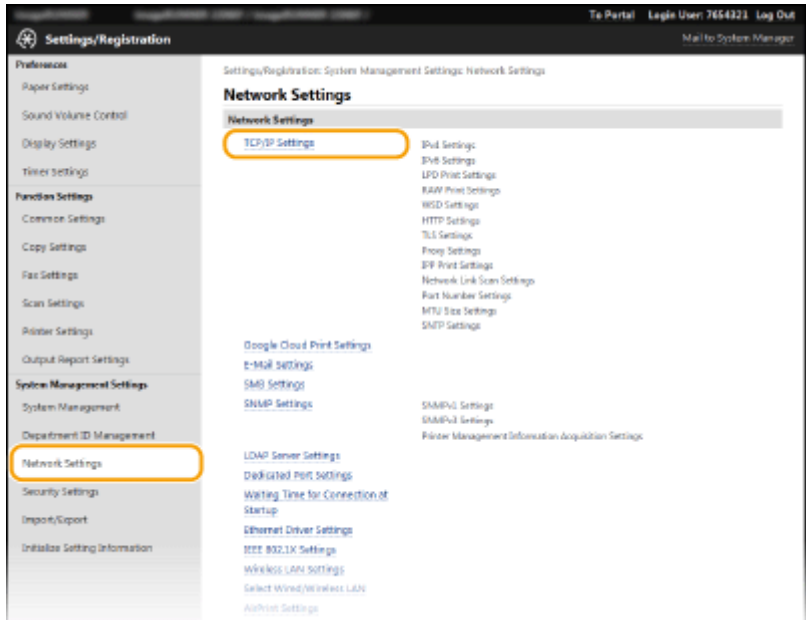 To Portal Login User: 7654321 Log Out
Settings/Registration
Mail to System Manager
Preferences
Paper Settings
Sound Volume Control
Display Settings
Timer Settings
Function Settings
Common Settings
Copy Settings
Fax Settings
Scan Settings
Printer Settings
Output Report Settings
System Management Settings
System Management
Department ID Management
Network Settings
Security Settings
Import/Export
Initialize Setting Information
Settings/Registration: System Management Settings: Network Settings
Network Settings
Network Settings
TCP/IP Settings
IPv4 Settings
IPv6 Settings
LPD Print Settings
RAW Print Settings
WSD Settings
HTTP Settings
TLS Settings
Proxy Settings
IPP Print Settings
Network Link Scan Settings
Port Number Settings
MTU Size Settings
SNTP Settings
Google Cloud Print Settings
E-Mail Settings
SMB Settings
SNMP Settings
SNMPv1 Settings
SNMPv3 Settings
Printer Management Information Acquisition Settings
LDAP Server Settings
Dedicated Port Settings
Waiting Time for Connection at
Startup
Ethernet Driver Settings
IEEE 802.1X Settings
Wireless LAN Settings
Select Wired/Wireless LAN
AirPrint Settings